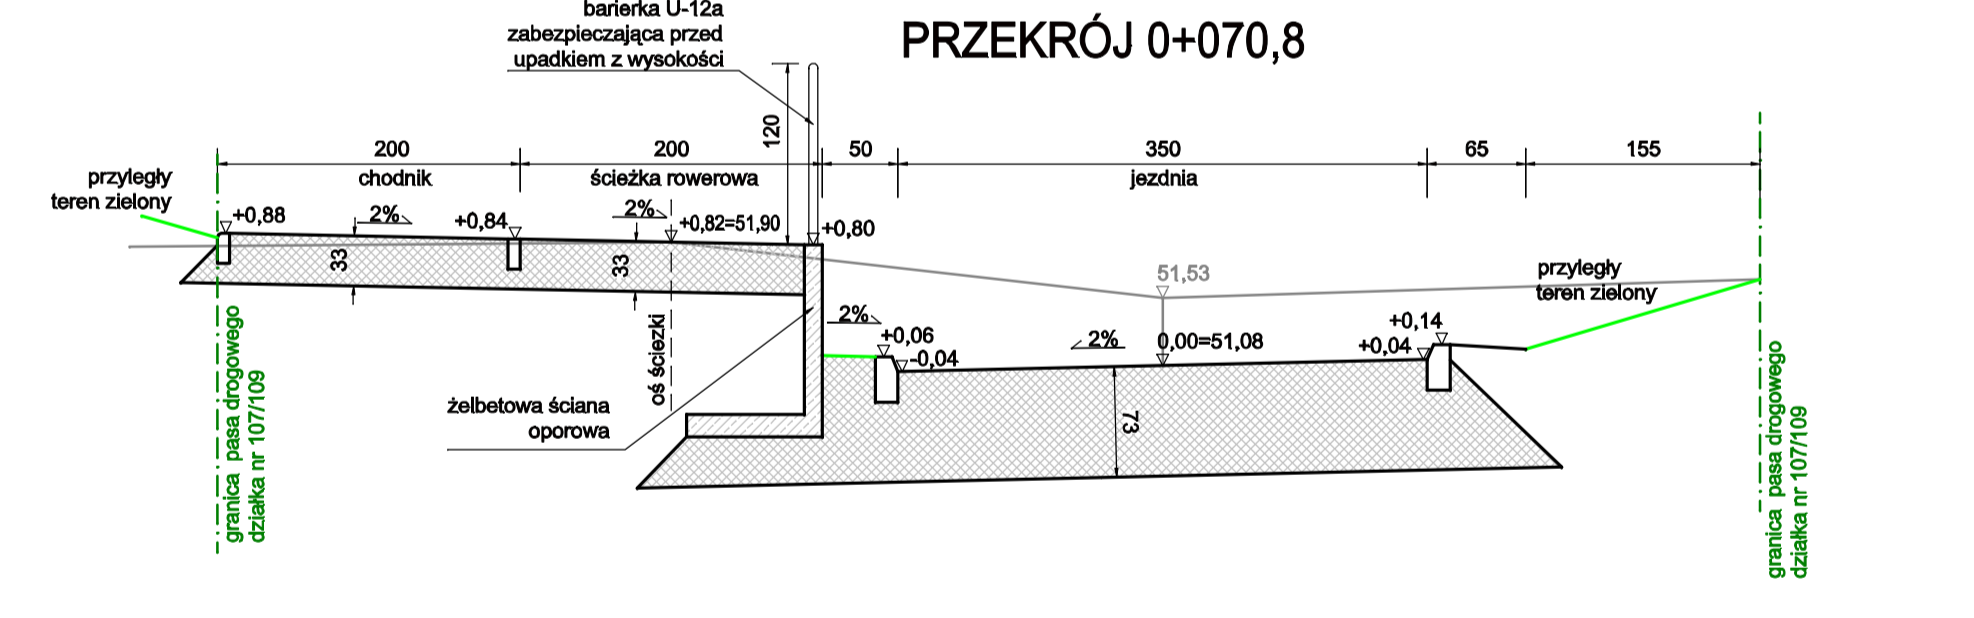 barierka U-12a
zabezpieczająca przed
upadkiem z wysokości
PRZEKRÓJ 0+070,8
120
200
200
50
350
65
155
chodnik
ścieżka rowerowa
jezdnia
przyległy
teren zielony
+0,88
2%
+0,84
2%
+0,82=51,90
+0,80
33
33
51,53
przyległy
teren zielony
2%
+0,06
-0,04
2%
0,00=51,08
+0,14
+0,04
oś ściezki
73
żelbetowa ściana
oporowa
granica pasa drogowego
działka nr 107/109
granica pasa drogowego
działka nr 107/109